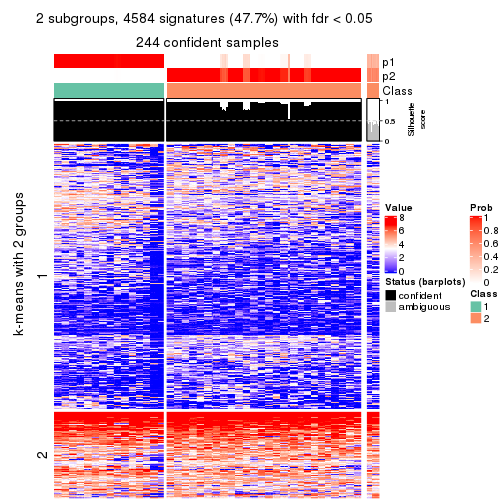 2 subgroups, 4584 signatures (47.7%) with fdr < 0.05
244 confident samples
p1
p2
Class
1
0.5
0
Silhouette
score
k-means with 2 groups
1
2
Value
8
6
4
2
0
Status (barplots)
confident
ambiguous
Prob
1
0.8
0.6
0.4
0.2
0
Class
1
2